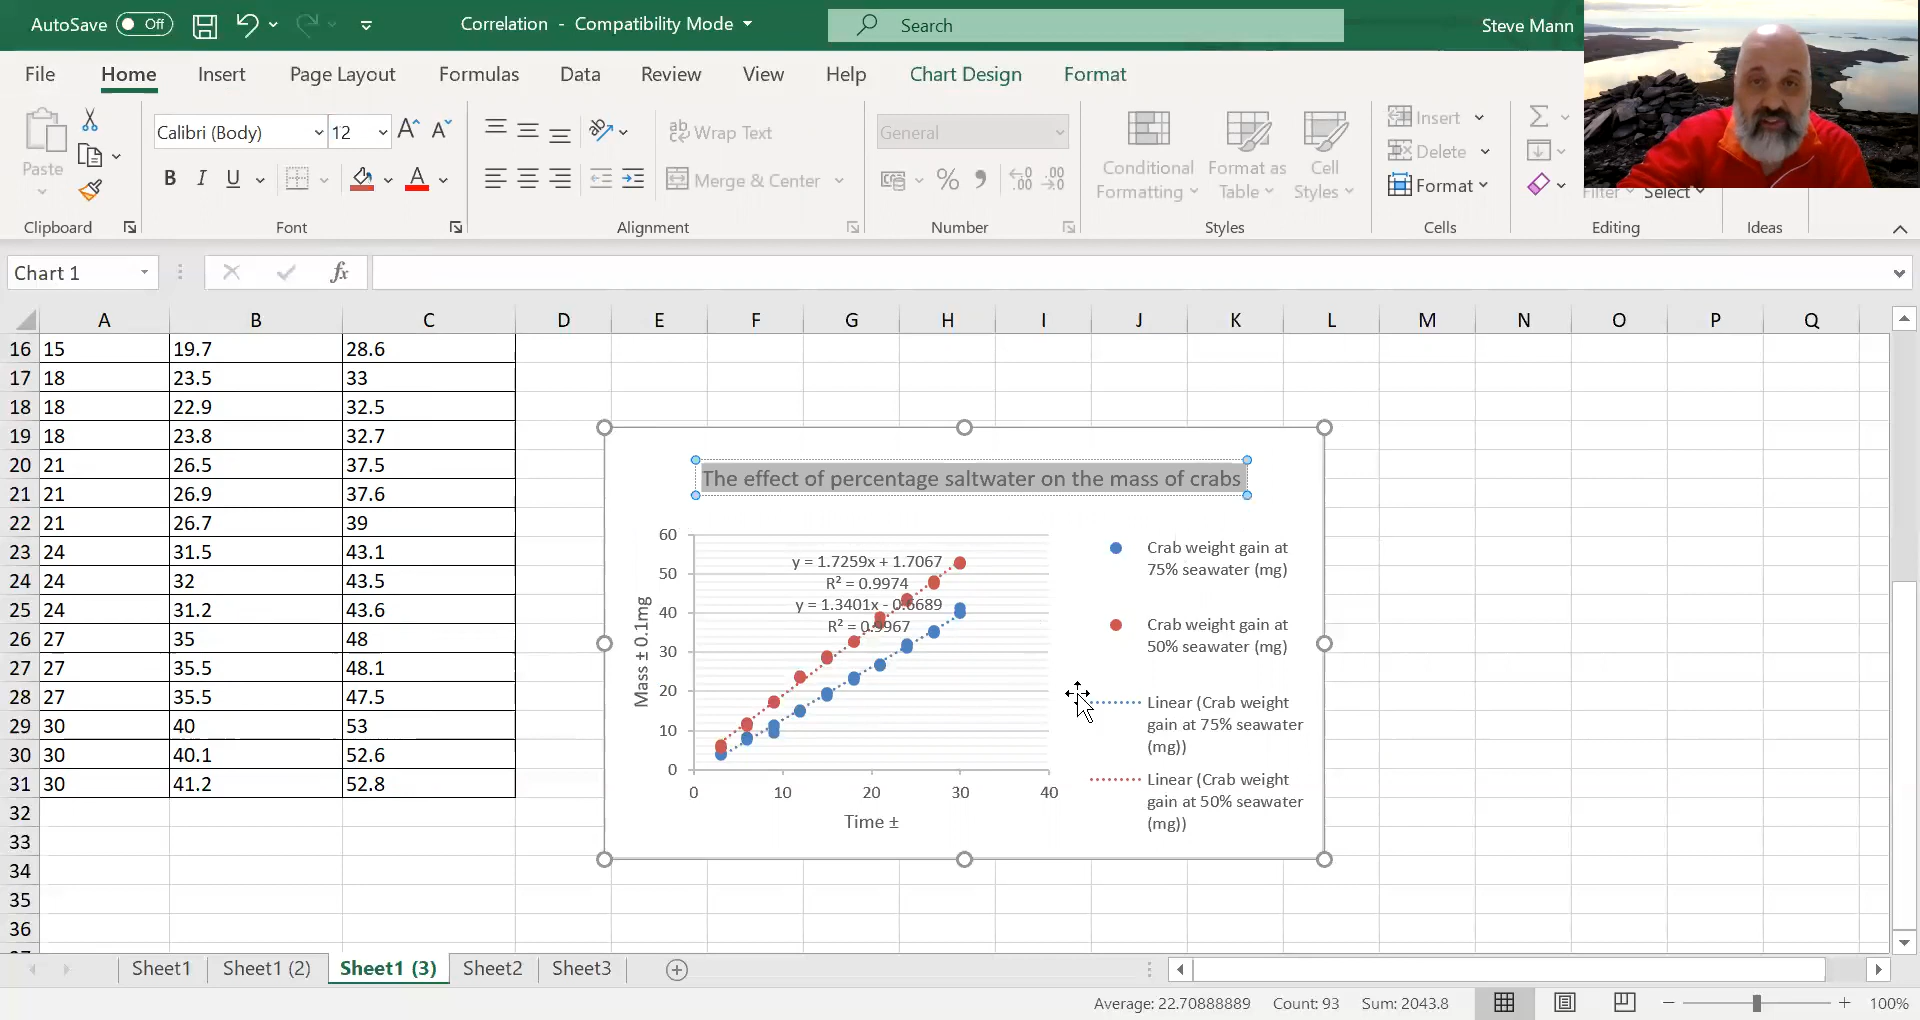 AutoSave Off Correlation - Compatibility Mode Search Steve Mann
File Home Insert Page Layout Formulas Data Review View Help Chart Design Format
Paste
Calibri (Body) 12
B I U
Wrap Text
Merge & Center
General
Conditional Formatting
Format as Table
Cell Styles
Insert
Delete
Format
Filter Select
Clipboard Font Alignment Number Styles Cells Editing Ideas
Chart 1 fx
A B C D E F G H I J K L M N O P Q
16 15 19.7 28.6
17 18 23.5 33
18 18 22.9 32.5
19 18 23.8 32.7
20 21 26.5 37.5
21 21 26.9 37.6
22 21 26.7 39
23 24 31.5 43.1
24 24 32 43.5
25 24 31.2 43.6
26 27 35 48
27 27 35.5 48.1
28 27 35.5 47.5
29 30 40 53
30 30 40.1 52.6
31 30 41.2 52.8
32
33
34
35
36
The effect of percentage saltwater on the mass of crabs
60
50
40
30
20
10
0
Mass ± 0.1mg
y = 1.7259x + 1.7067
R² = 0.9974
y = 1.3401x - 0.6689
R² = 0.9967
0 10 20 30 40
Time ±
Crab weight gain at
75% seawater (mg)
Crab weight gain at
50% seawater (mg)
Linear (Crab weight
gain at 75% seawater
(mg))
Linear (Crab weight
gain at 50% seawater
(mg))
Sheet1 Sheet1 (2) Sheet1 (3) Sheet2 Sheet3
Average: 22.70888889 Count: 93 Sum: 2043.8 100%